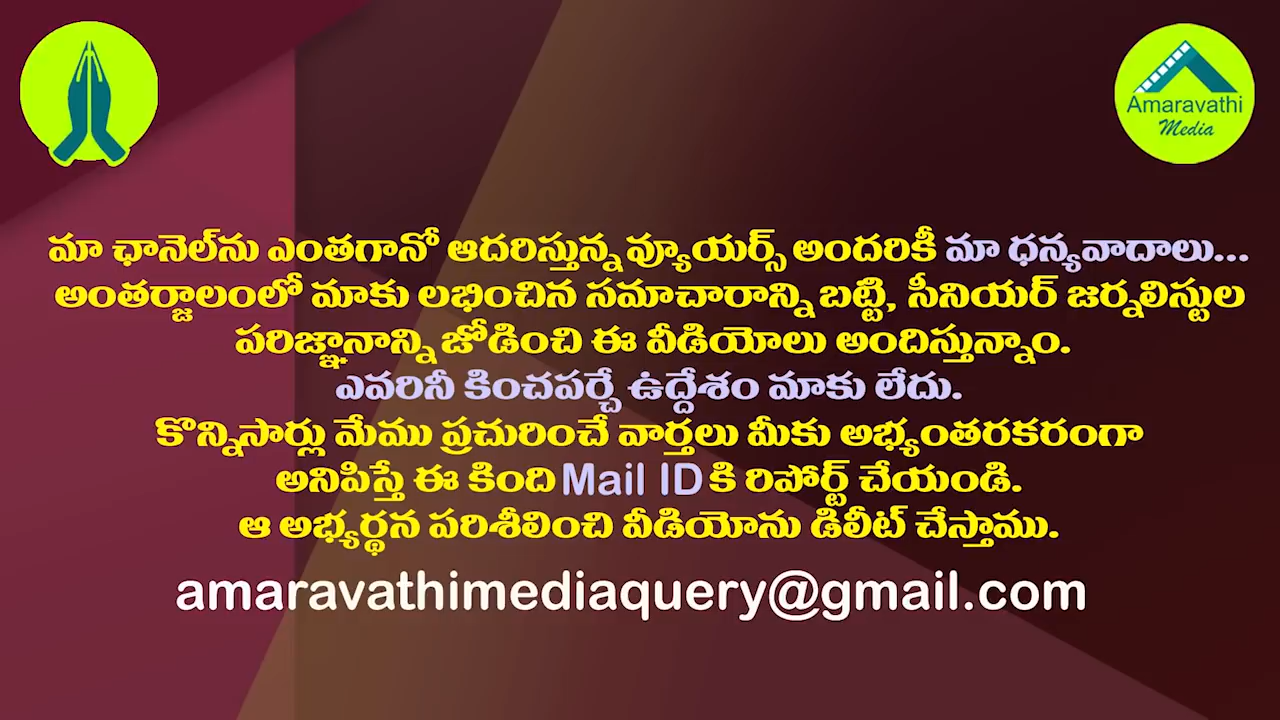 Amaravathi
Media
మా ఛానెల్‌ను ఎంతగానో ఆదరిస్తున్న వ్యూయర్స్ అందరికీ మా ధన్యవాదాలు...
అంతర్జాలంలో మాకు లభించిన సమాచారాన్ని బట్టి, సీనియర్ జర్నలిస్టుల
పరిజ్ఞానాన్ని జోడించి ఈ వీడియోలు అందిస్తున్నాం.
ఎవరినీ కించపర్చే ఉద్దేశం మాకు లేదు.
కొన్నిసార్లు మేము ప్రచురించే వార్తలు మీకు అభ్యంతరకరంగా
అనిపిస్తే ఈ కింది Mail ID కి రిపోర్ట్ చేయండి.
ఆ అభ్యర్థన పరిశీలించి వీడియోను డిలీట్ చేస్తాము.
amaravathimediaquery@gmail.com